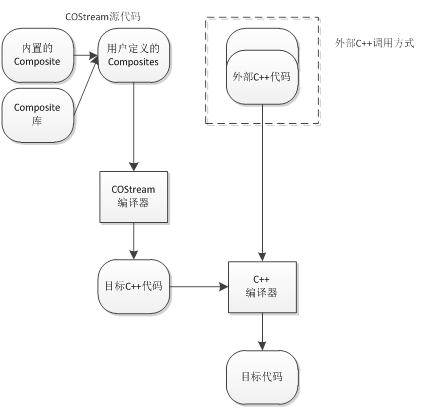 COStream源代码
内置的
Composite
用户定义的
Composites
Composite
库
外部C++代码
外部C++调用方式
COStream
编译器
目标C++代码
C++
编译器
目标代码